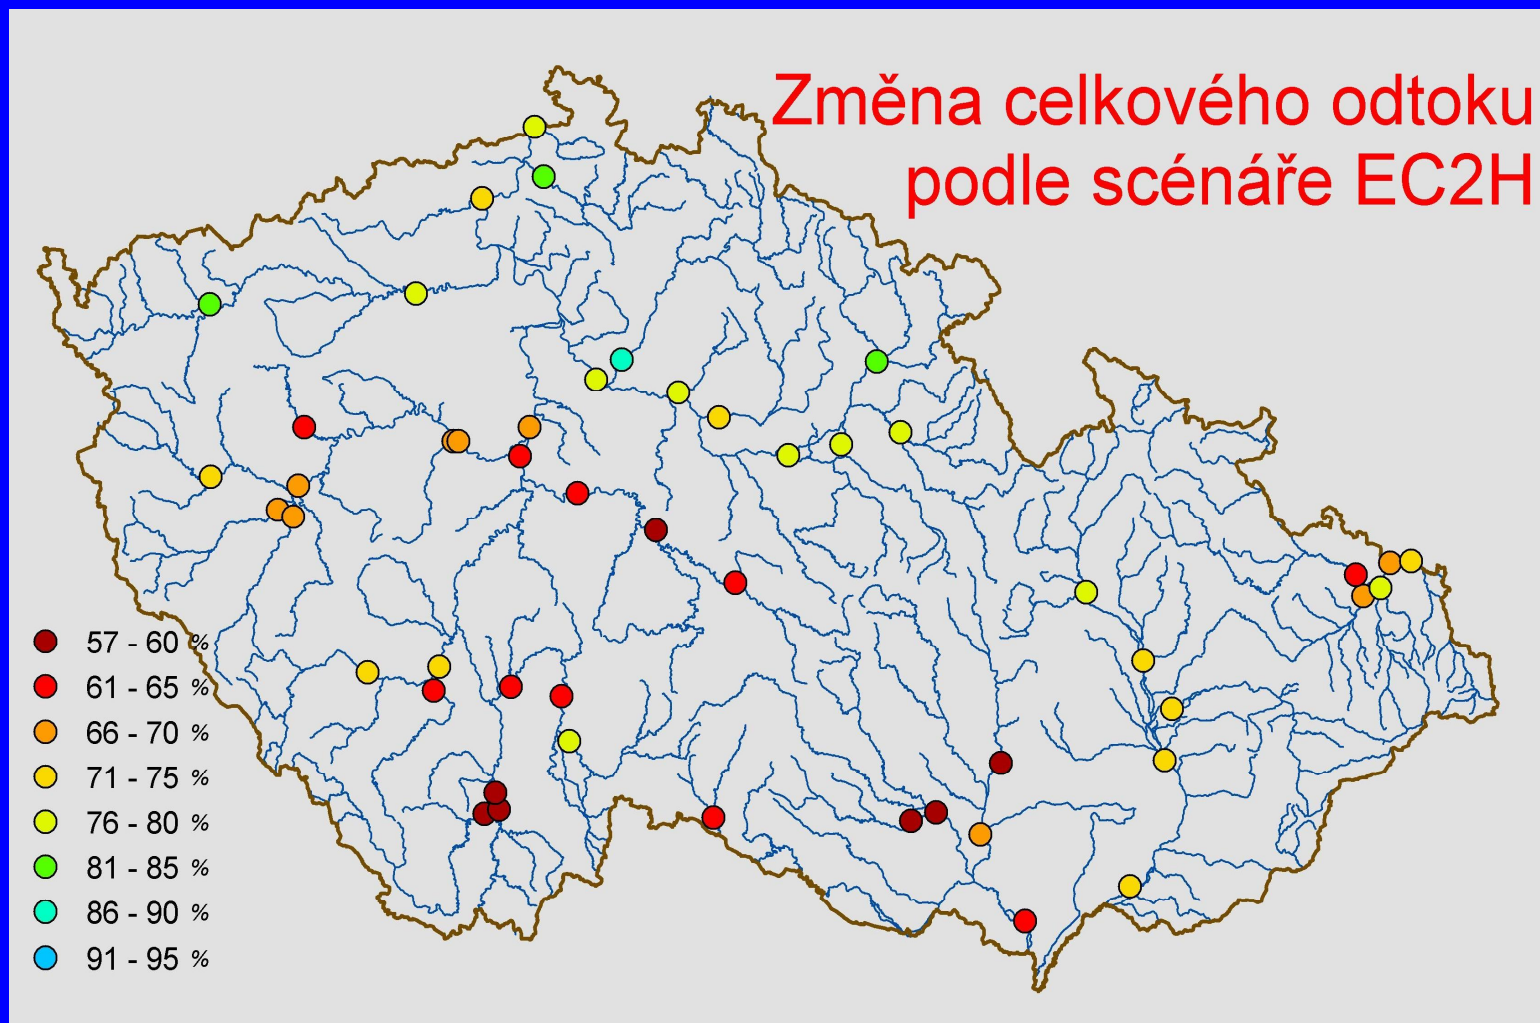 Změna celkového odtoku
podle scénáře EC2H
57 - 60 %
61 - 65 %
66 - 70 %
71 - 75 %
76 - 80 %
81 - 85 %
86 - 90 %
91 - 95 %